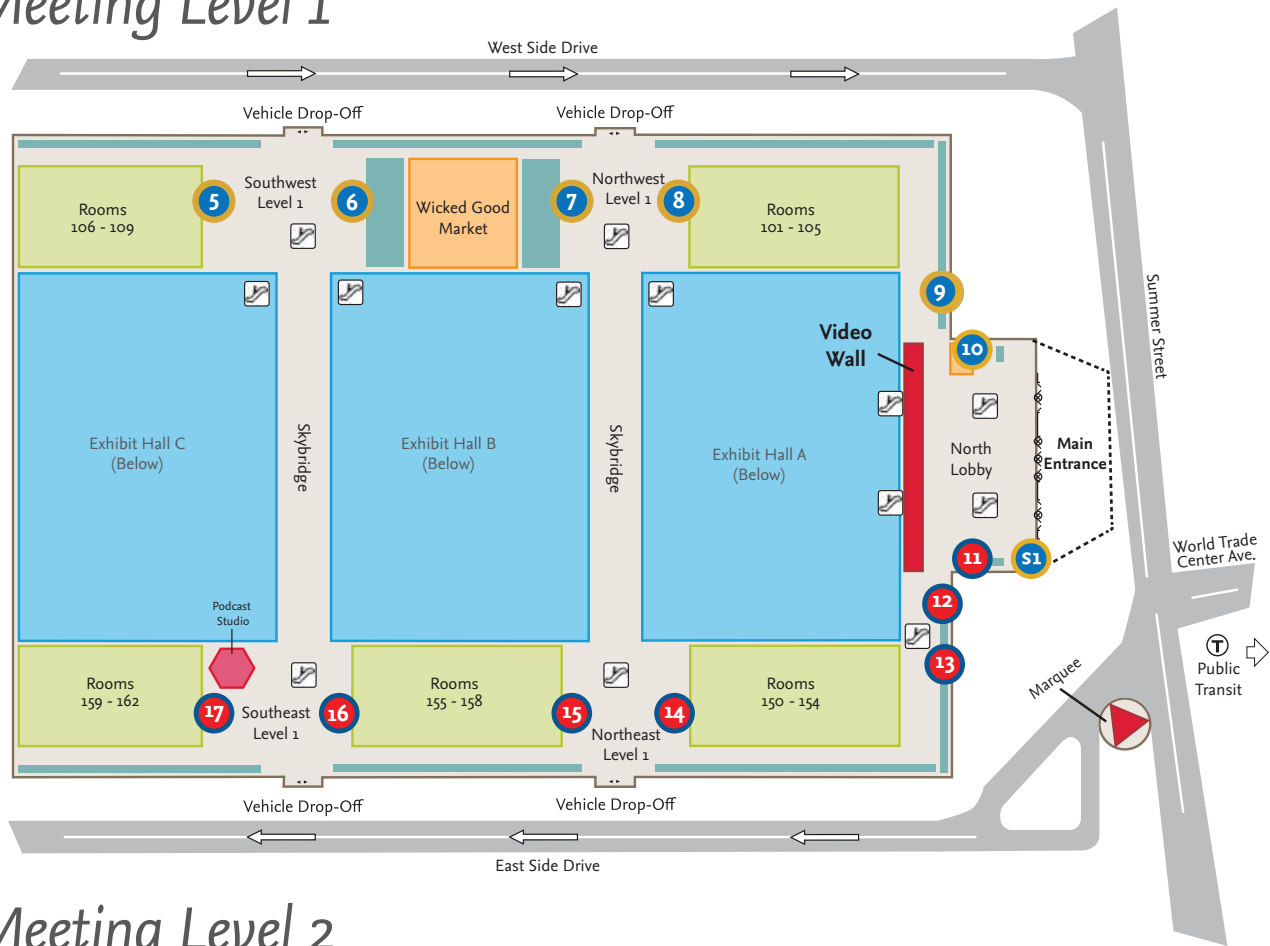 Meeting Level 1
West Side Drive
Vehicle Drop-Off
Vehicle Drop-Off
Rooms
106 - 109
5
Southwest
Level 1
6
Wicked Good
Market
7
Northwest
Level 1
8
Rooms
101 - 105
9
Video
Wall
10
Summer Street
Exhibit Hall C
(Below)
Skybridge
Exhibit Hall B
(Below)
Skybridge
Exhibit Hall A
(Below)
North
Lobby
Main
Entrance
11
S1
World Trade
Center Ave.
12
13
Podcast
Studio
Rooms
159 - 162
17
Southeast
Level 1
16
Rooms
155 - 158
15
Northeast
Level 1
14
Rooms
150 - 154
Marquee
T
Public
Transit
Vehicle Drop-Off
Vehicle Drop-Off
East Side Drive
Meeting Level 2